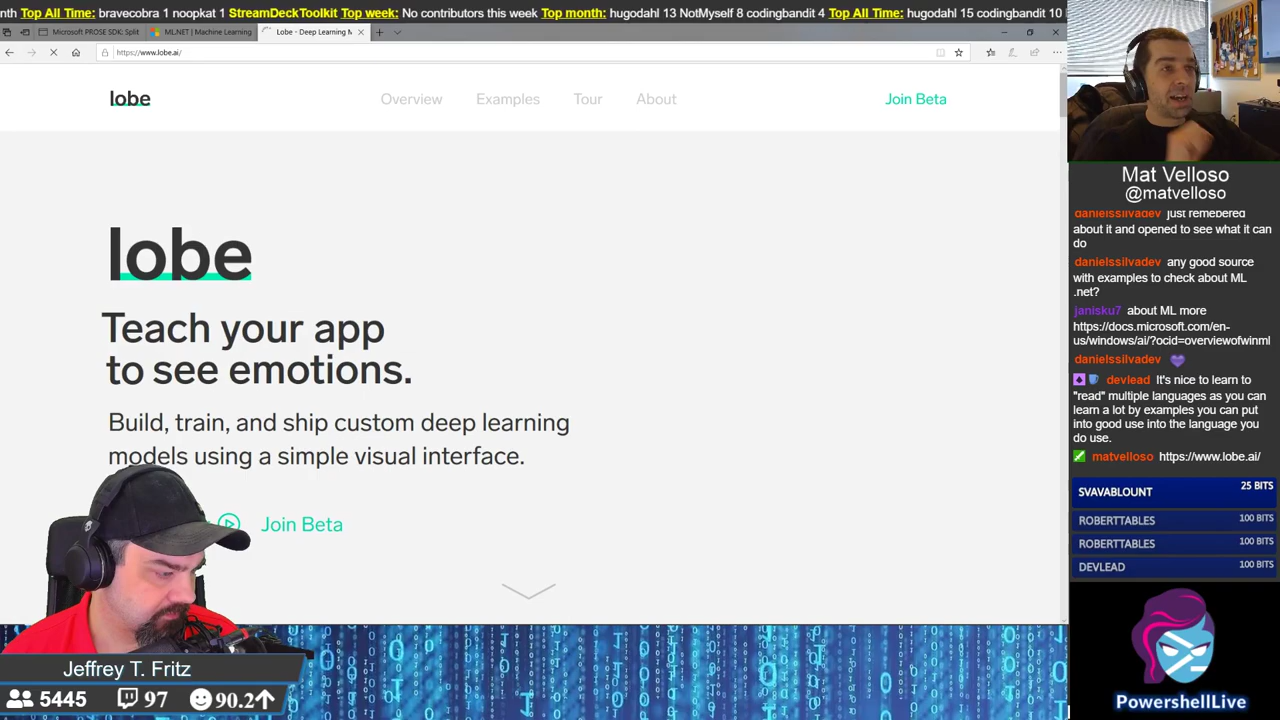 nth Top All Time: bravecobra 1 noopkat 1 StreamDeckToolkit Top week: No contributors this week Top month: hugodahl 13 NotMyself 8 codingbandit 4 Top All Time: hugodahl 15 codingbandit 10
Microsoft PROSE SDK: Split
ML.NET | Machine Learning
Lobe - Deep Learning M
https://www.lobe.ai/
lobe
Overview
Examples
Tour
About
Join Beta
lobe
Teach your app
to see emotions.
Build, train, and ship custom deep learning
models using a simple visual interface.
Join Beta
Jeffrey T. Fritz
5445
97
90.2
Mat Velloso
@matvelloso
danielssilvadev just remebered
about it and opened to see what it can
do
danielssilvadev any good source
with examples to check about ML
.net?
janisku7 about ML more
https://docs.microsoft.com/en-
us/windows/ai/?ocid=overviewofwinml
danielssilvadev
devlead It's nice to learn to
"read" multiple languages as you can
learn a lot by examples you can put
into good use into the language you
do use.
matvelloso https://www.lobe.ai/
SVAVABLOUNT 25 BITS
ROBERTTABLES 100 BITS
ROBERTTABLES 100 BITS
DEVLEAD 100 BITS
PowershellLive